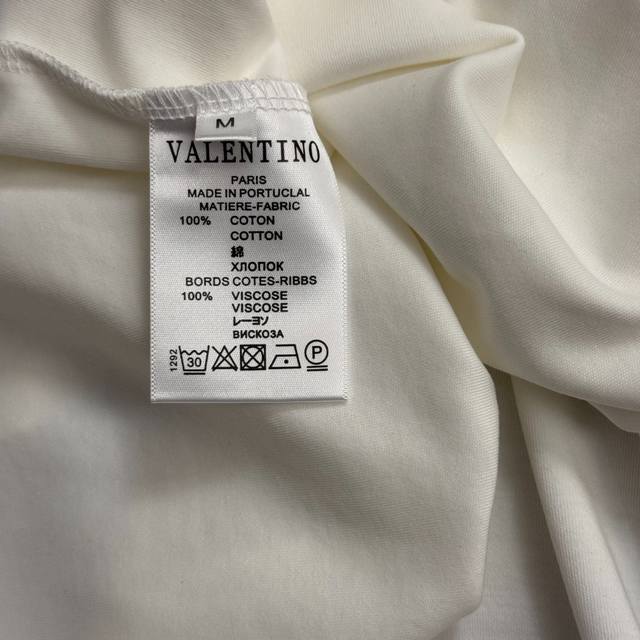 M
VALENTINO
PARIS
MADE IN PORTUCLAL
MATIERE-FABRIC
100% COTON
COTTON
綿
ХЛОПОК
BORDS COTES-RIBBS
100% VISCOSE
VISCOSE
レーヨソ
ВИСКОЗА
1292
30
P